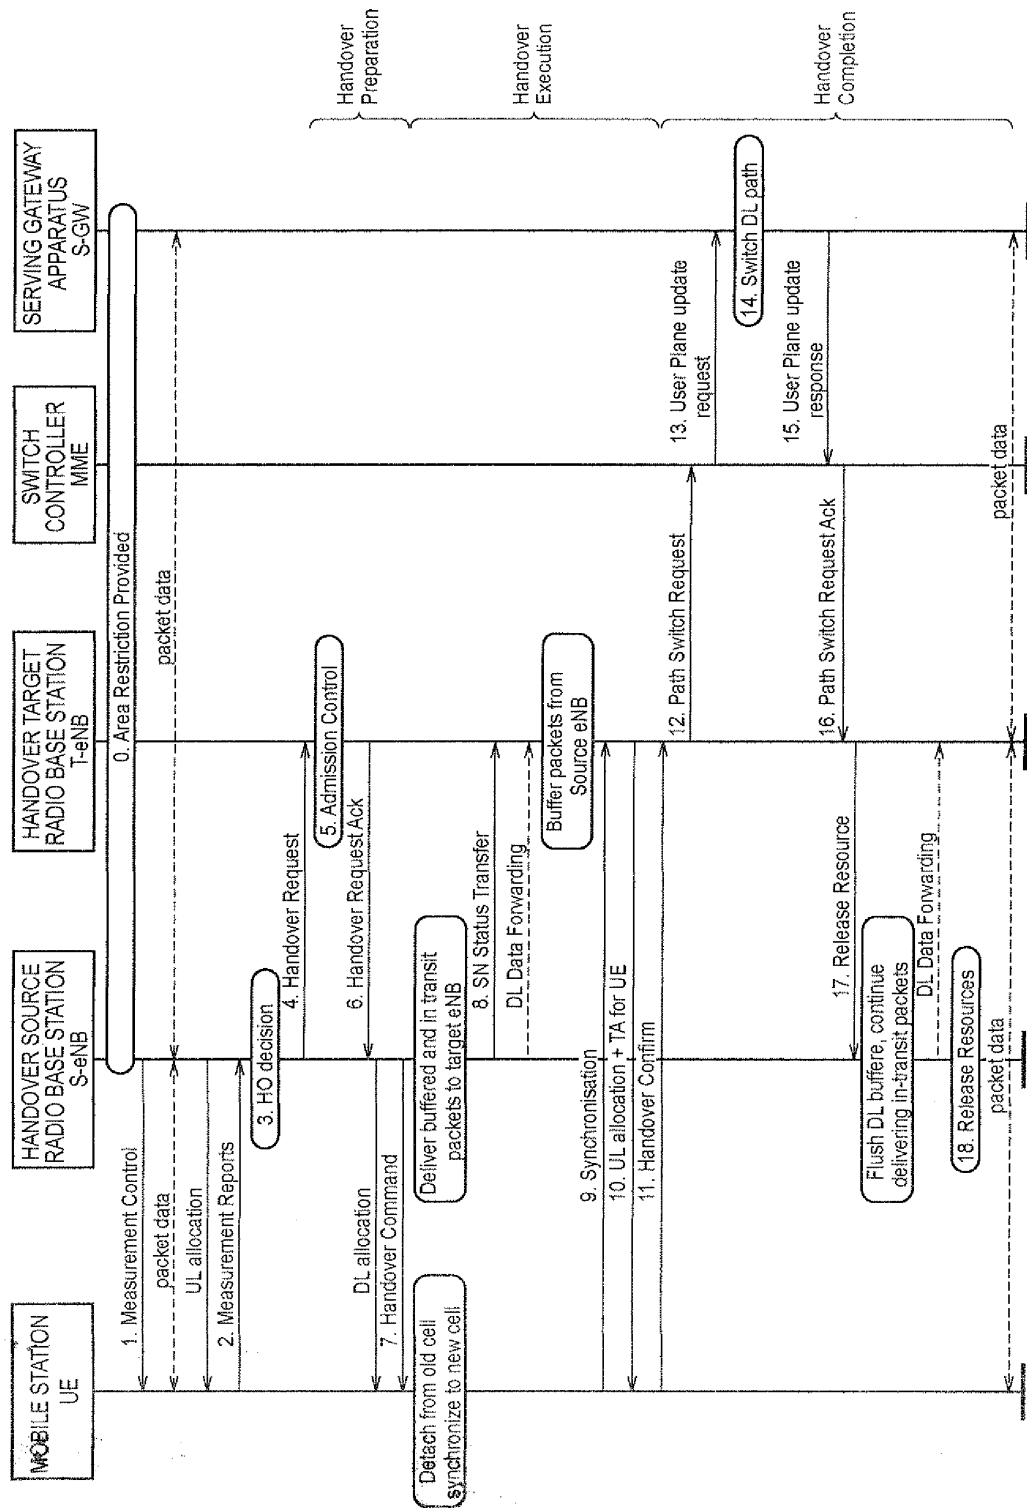 MOBILE STATION
UE
HANDOVER SOURCE
RADIO BASE STATION
S-eNB
HANDOVER TARGET
RADIO BASE STATION
T-eNB
SWITCH
CONTROLLER
MME
SERVING GATEWAY
APPARATUS
S-GW
0. Area Restriction Provided
1. Measurement Control
packet data
packet data
UL allocation
2. Measurement Reports
3. HO decision
4. Handover Request
5. Admission Control
6. Handover Request Ack
DL allocation
7. Handover Command
Handover
Preparation
Detach from old cell
synchronize to new cell
Deliver buffered and in transit
packets to target eNB
8. SN Status Transfer
DL Data Forwarding
Buffer packets from
Source eNB
9. Synchronisation
10. UL allocation + TA for UE
11. Handover Confirm
Handover
Execution
12. Path Switch Request
13. User Plane update
request
14. Switch DL path
15. User Plane update
response
16. Path Switch Request Ack
17. Release Resource
Flush DL buffere, continue
delivering in-transit packets
DL Data Forwarding
18. Release Resources
packet data
packet data
Handover
Completion